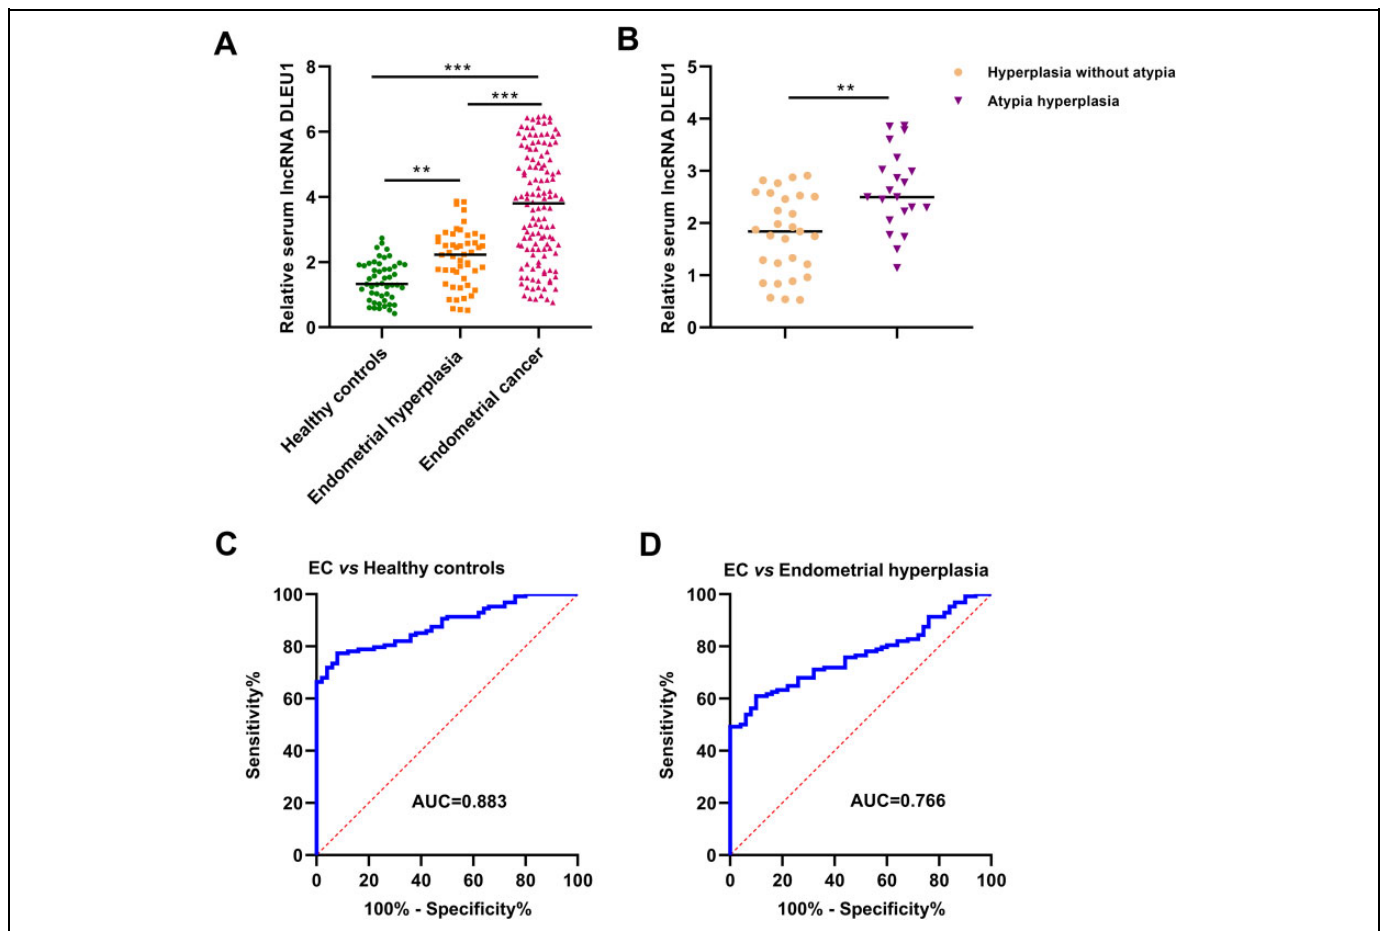 A
Relative serum lncRNA DLEU1
8
6
4
2
0
***
***
**
Healthy controls
Endometrial hyperplasia
Endometrial cancer
B
Relative serum lncRNA DLEU1
5
4
3
2
1
0
**
Hyperplasia without atypia
Atypia hyperplasia
C
EC vs Healthy controls
Sensitivity%
100
80
60
40
20
0
AUC=0.883
0 20 40 60 80 100
100% - Specificity%
D
EC vs Endometrial hyperplasia
Sensitivity%
100
80
60
40
20
0
AUC=0.766
0 20 40 60 80 100
100% - Specificity%